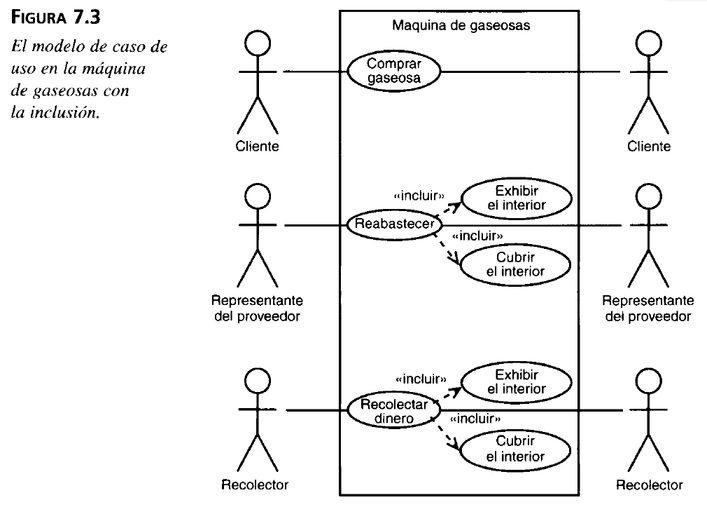 FIGURA 7.3
El modelo de caso de
uso en la máquina
de gaseosas con
la inclusión.
Maquina de gaseosas
Comprar
gaseosa
Cliente
Cliente
«incluir»
Exhibir
el interior
Reabastecer
«incluir»
Cubrir
el interior
Representante
del proveedor
Representante
del proveedor
«incluir»
Exhibir
el interior
Recolectar
dinero
«incluir»
Cubrir
el interior
Recolector
Recolector